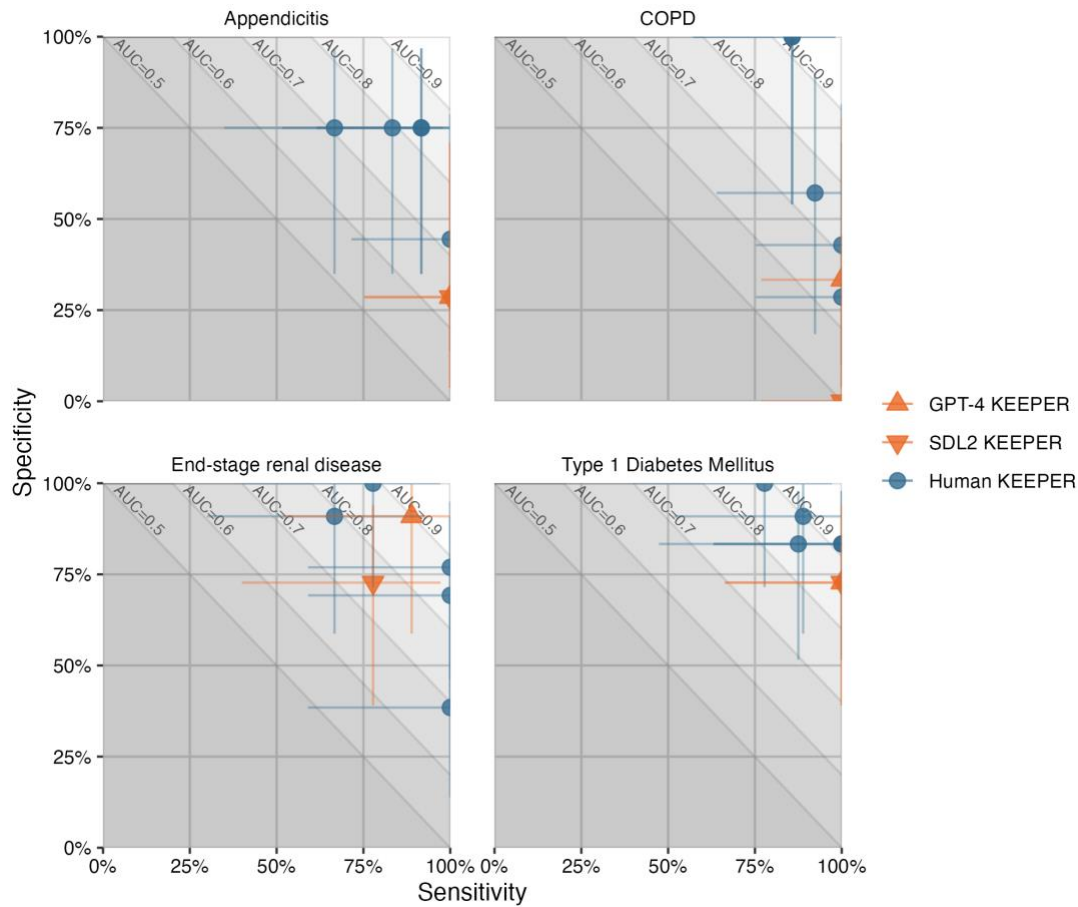 Appendicitis
COPD
100%
75%
50%
25%
0%
AUC=0.5
AUC=0.6
AUC=0.7
AUC=0.8
AUC=0.9
AUC=0.5
AUC=0.6
AUC=0.7
AUC=0.8
AUC=0.9
Specificity
GPT-4 KEEPER
SDL2 KEEPER
Human KEEPER
End-stage renal disease
Type 1 Diabetes Mellitus
100%
75%
50%
25%
0%
AUC=0.5
AUC=0.6
AUC=0.7
AUC=0.8
AUC=0.9
AUC=0.5
AUC=0.6
AUC=0.7
AUC=0.8
AUC=0.9
0% 25% 50% 75% 100%
0% 25% 50% 75% 100%
Sensitivity